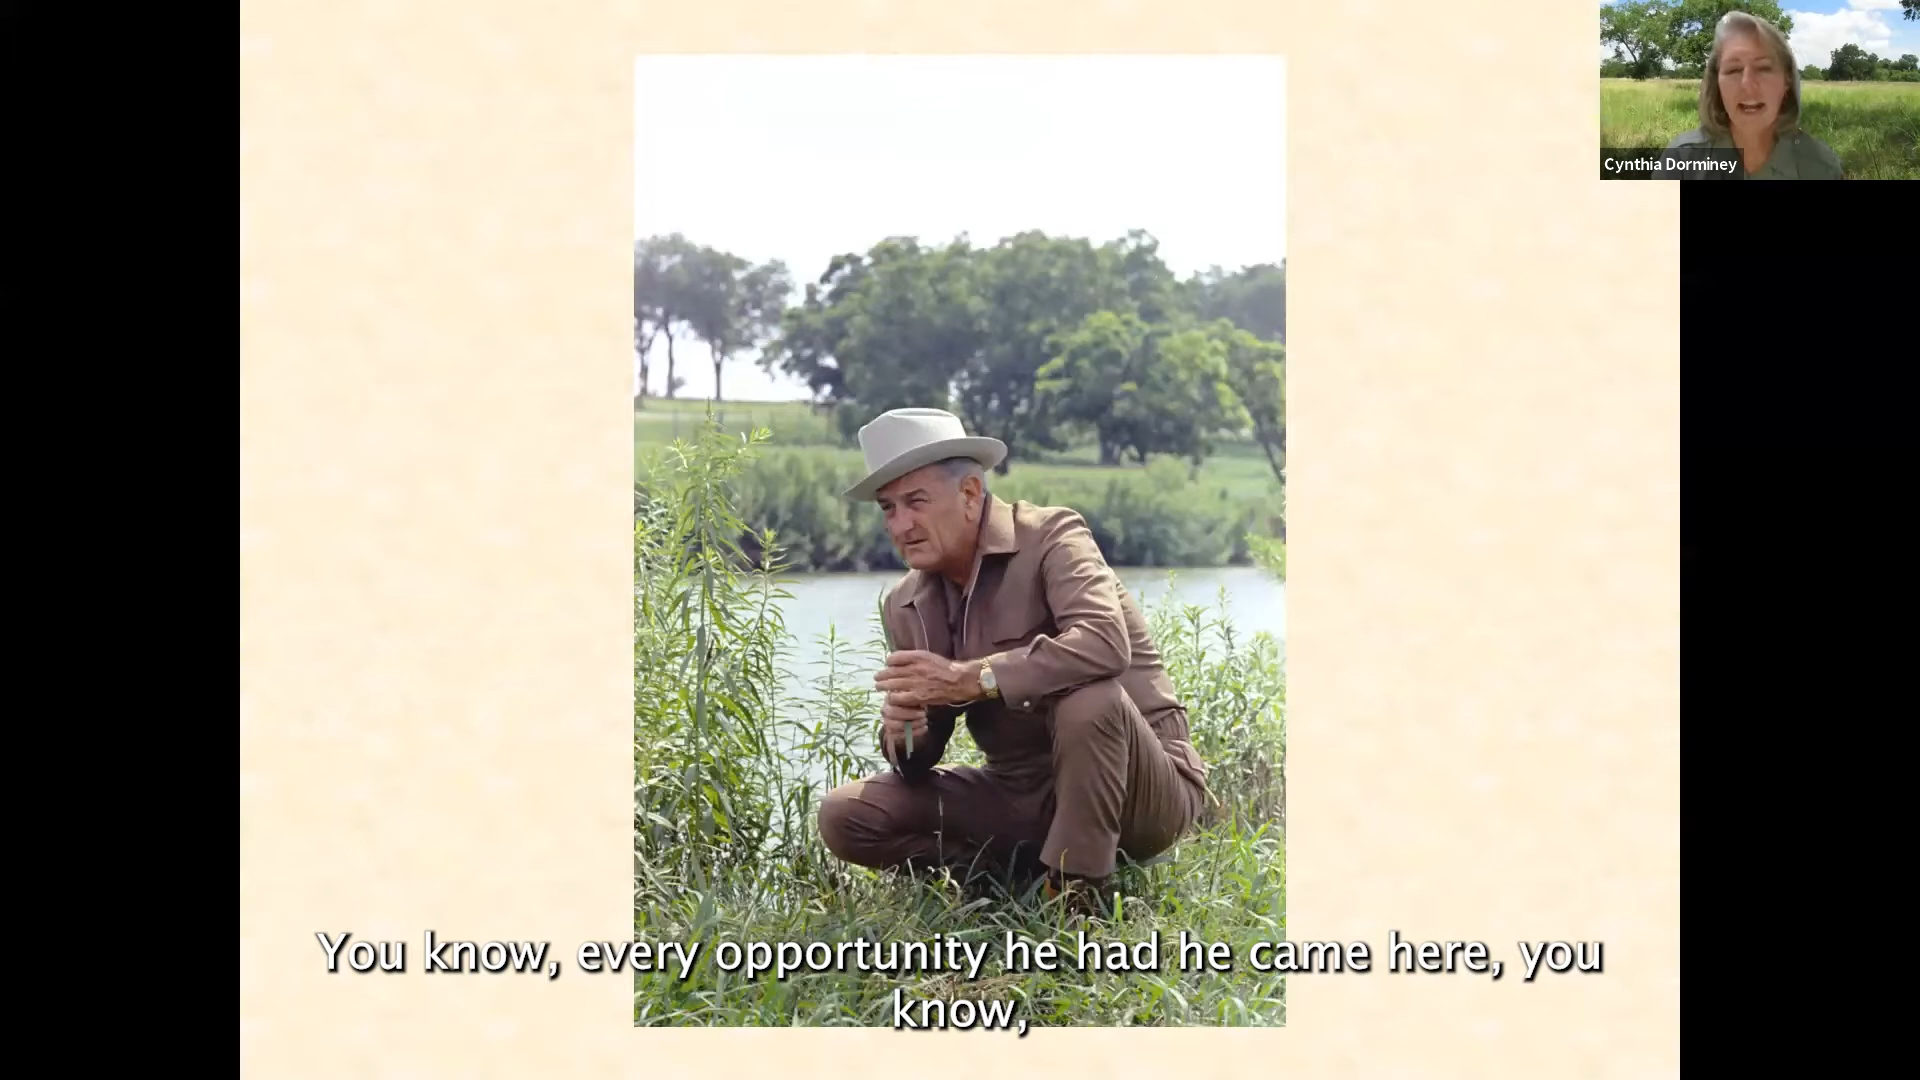 Cynthia Dorminey
You know, every opportunity he had he came here, you
know,